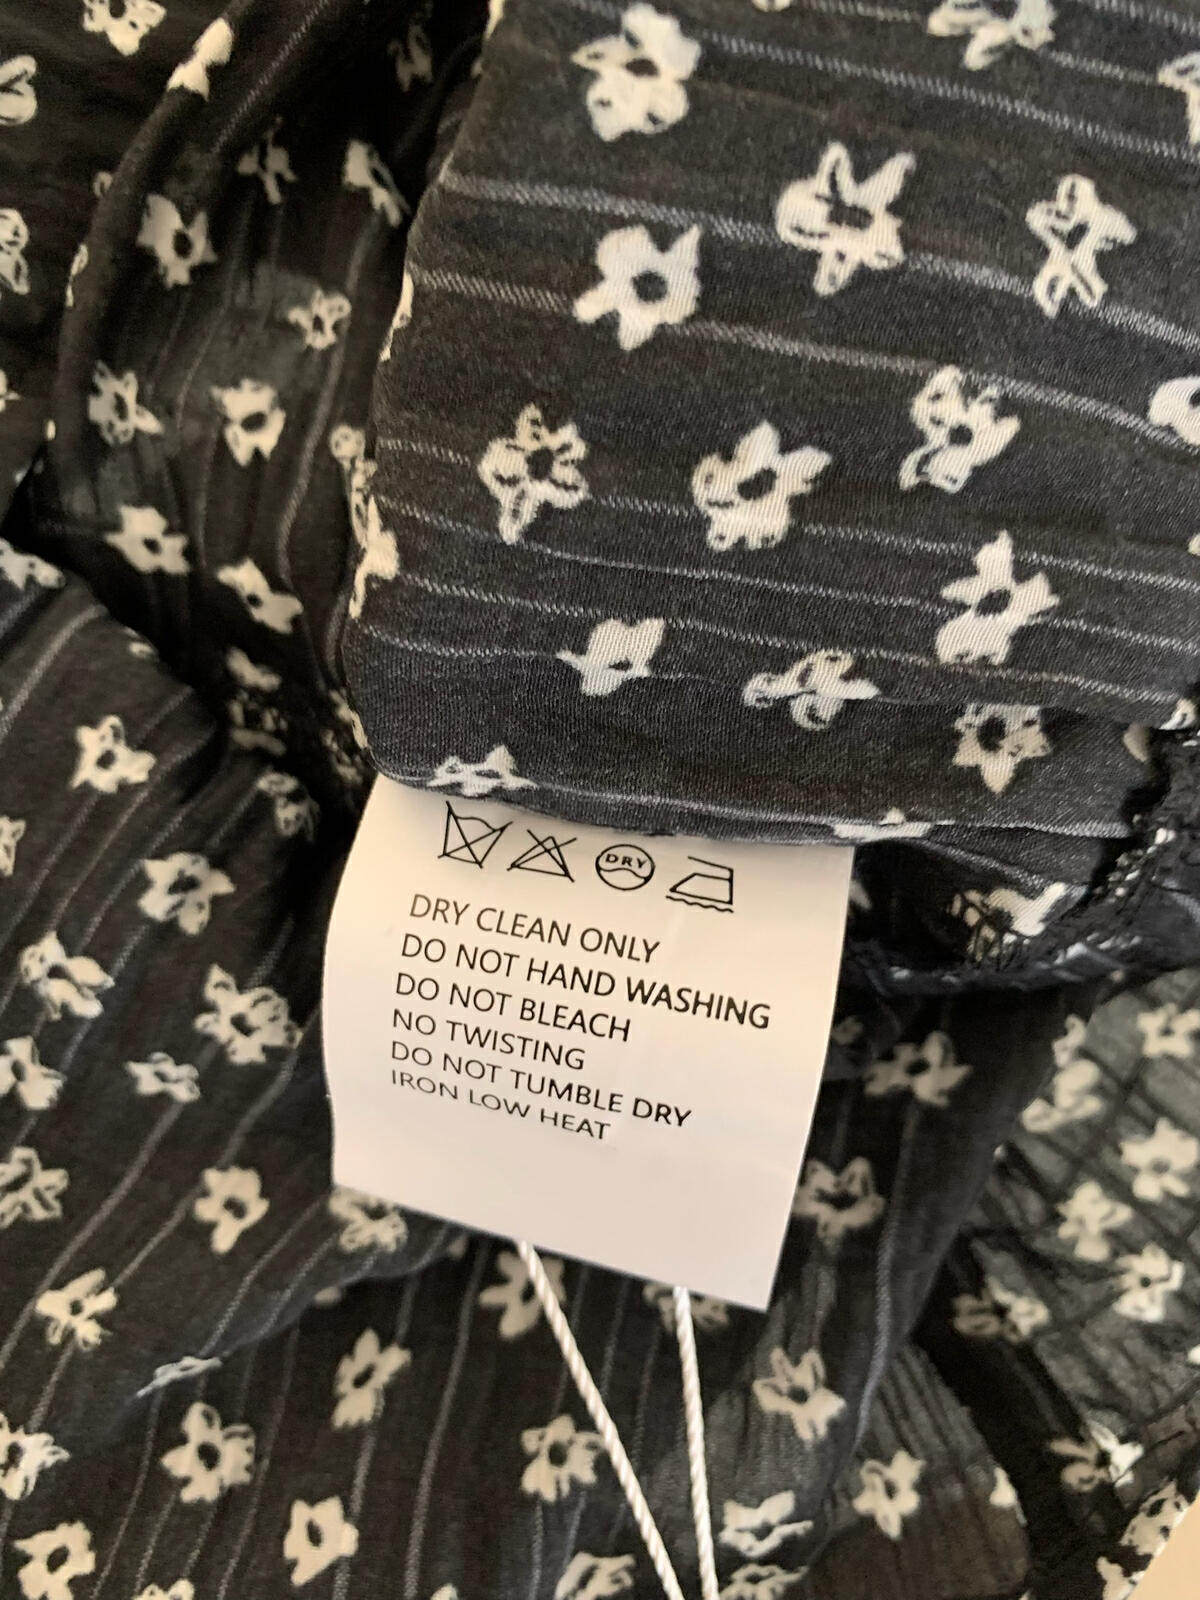 DRY
DRY CLEAN ONLY
DO NOT HAND WASHING
DO NOT BLEACH
NO TWISTING
DO NOT TUMBLE DRY
IRON LOW HEAT